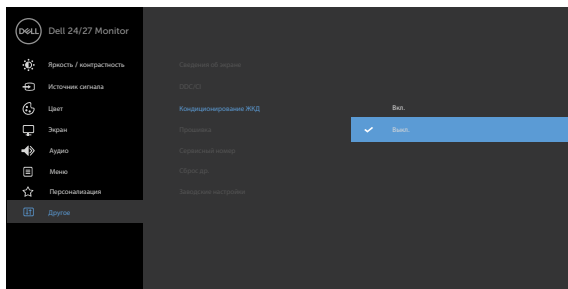 DELL Dell 24/27 Monitor
Яркость / контрастность
Источник сигнала
Цвет
Экран
Аудио
Меню
Персонализация
Другое
Сведения об экране
DDC/CI
Кондиционирование ЖКД
Прошивка
Сервисный номер
Сброс др.
Заводские настройки
Вкл.
Выкл.